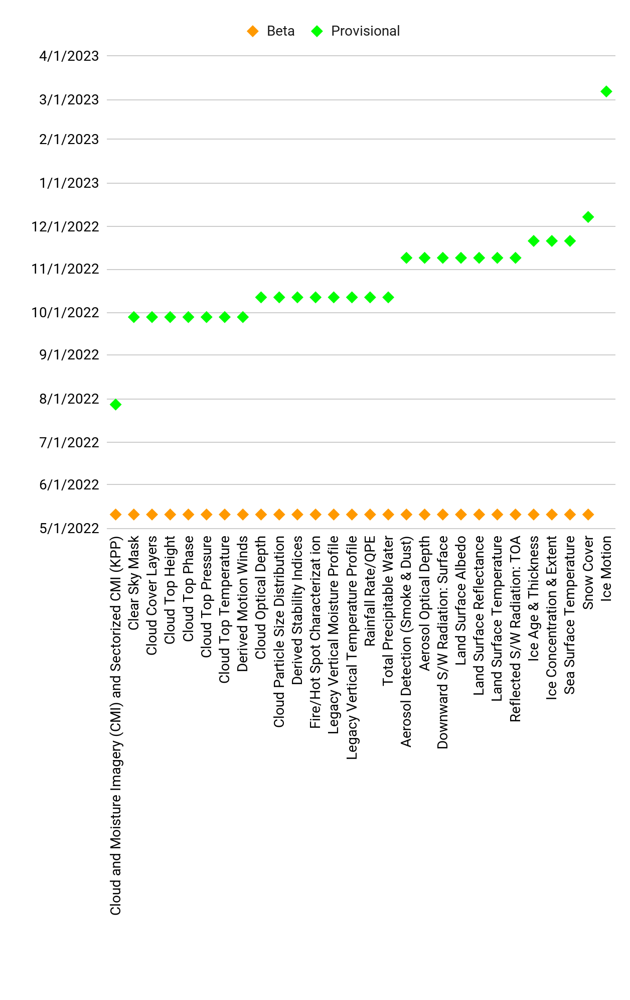 Beta
Provisional
4/1/2023
3/1/2023
2/1/2023
1/1/2023
12/1/2022
11/1/2022
10/1/2022
9/1/2022
8/1/2022
7/1/2022
6/1/2022
5/1/2022
Cloud and Moisture Imagery (CMI) and Sectorized CMI (KPP)
Clear Sky Mask
Cloud Cover Layers
Cloud Top Height
Cloud Top Phase
Cloud Top Pressure
Cloud Top Temperature
Derived Motion Winds
Cloud Optical Depth
Cloud Particle Size Distribution
Derived Stability Indices
Fire/Hot Spot Characterizat ion
Legacy Vertical Moisture Profile
Legacy Vertical Temperature Profile
Rainfall Rate/QPE
Total Precipitable Water
Aerosol Detection (Smoke & Dust)
Aerosol Optical Depth
Downward S/W Radiation: Surface
Land Surface Albedo
Land Surface Reflectance
Land Surface Temperature
Reflected S/W Radiation: TOA
Ice Age & Thickness
Ice Concentration & Extent
Sea Surface Temperature
Snow Cover
Ice Motion